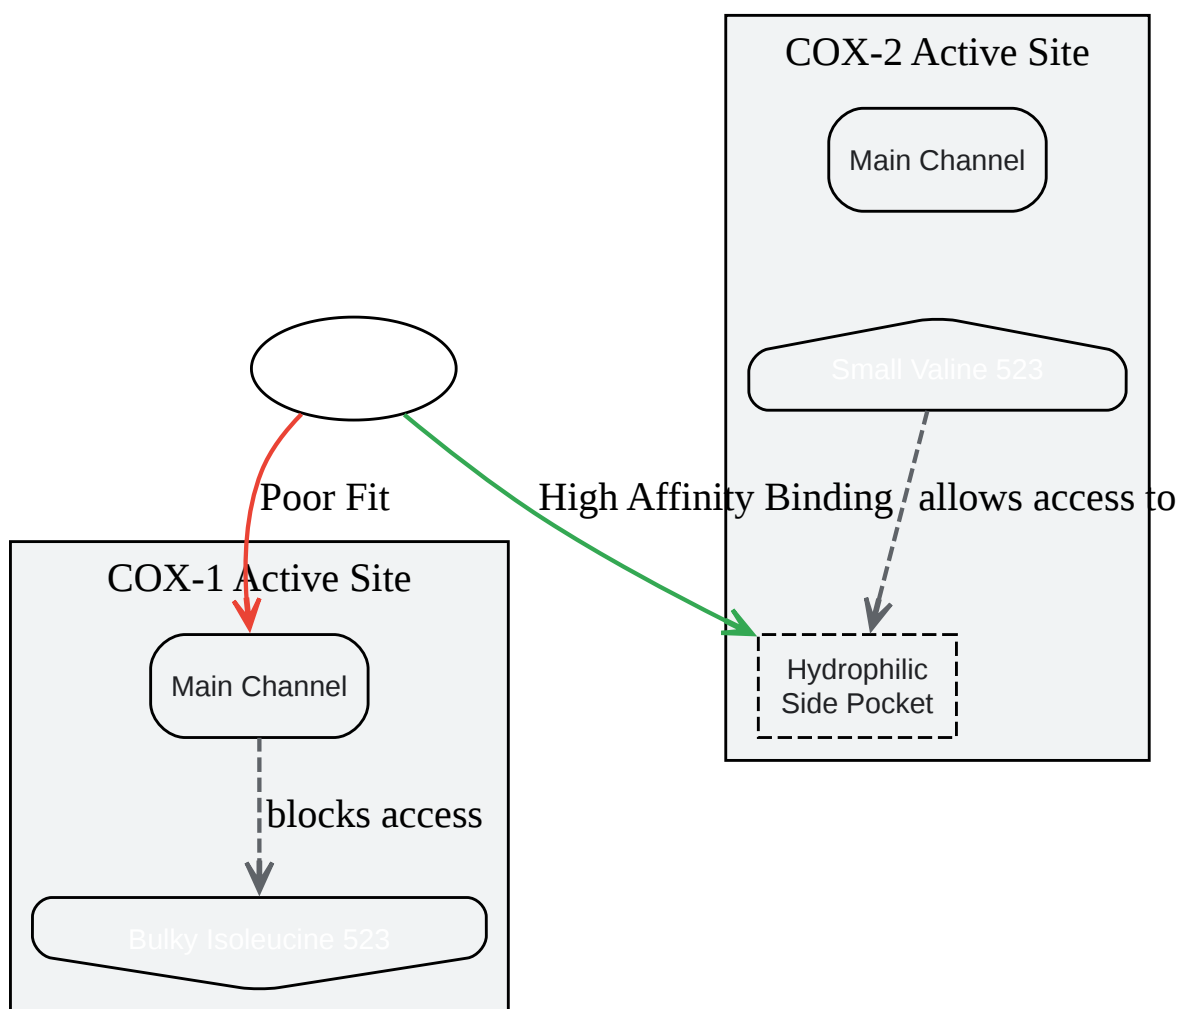 COX-2 Active Site
Main Channel
Small Valine 523
Poor Fit
High Affinity Binding
allows access to
COX-1 Active Site
Main Channel
Hydrophilic
Side Pocket
blocks access
Bulky Isoleucine 523